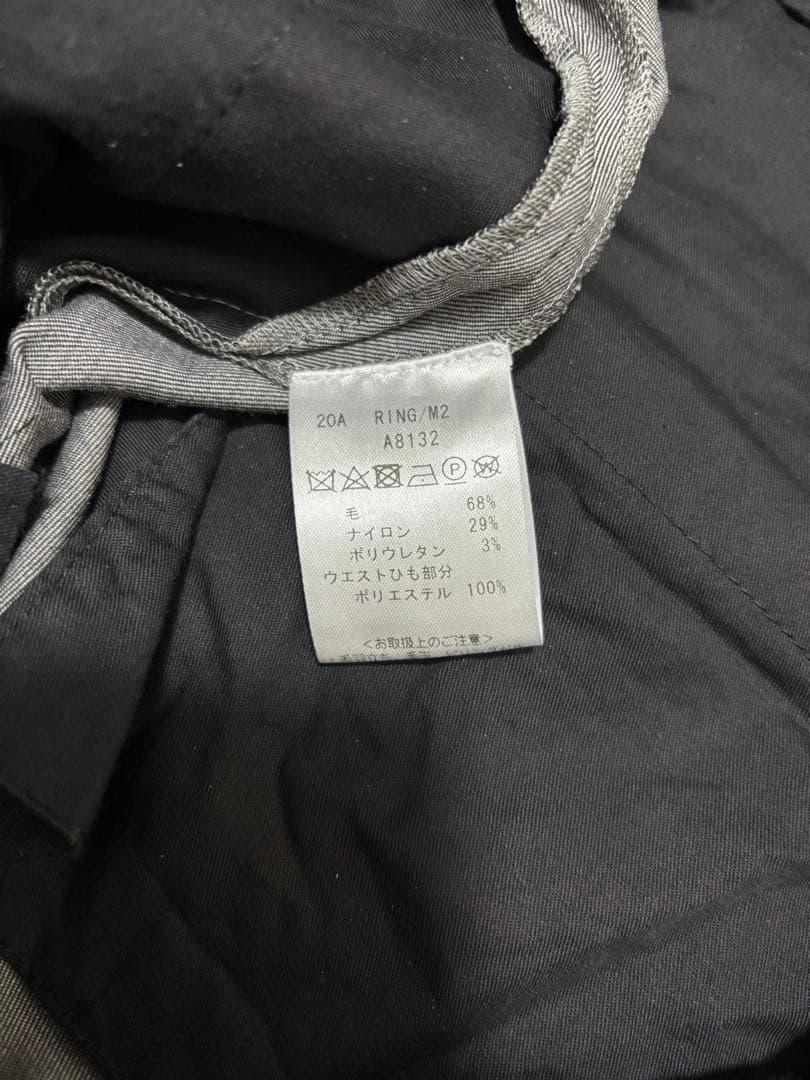 20A RING/M2
A8132
P W
毛 68%
ナイロン 29%
ポリウレタン 3%
ウエストひも部分
ポリエステル 100%
<お取扱上のご注意>